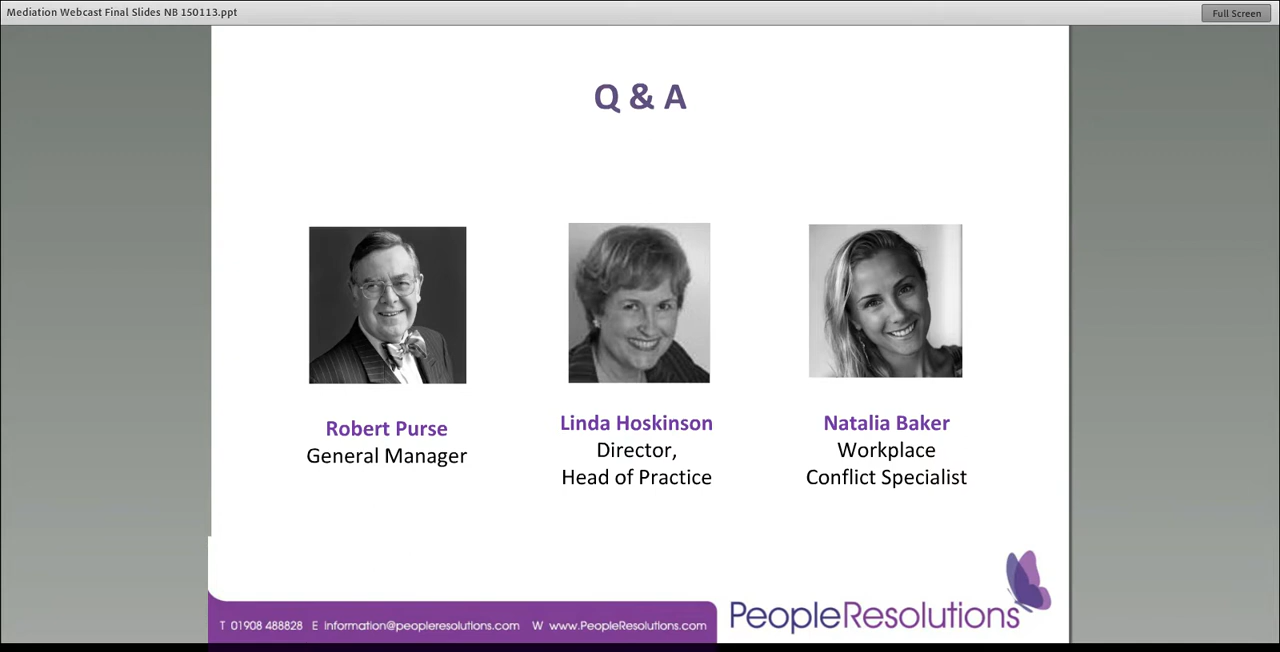 Mediation Webcast Final Slides NB 150113.ppt
Full Screen
Q & A
Robert Purse
General Manager
Linda Hoskinson
Director,
Head of Practice
Natalia Baker
Workplace
Conflict Specialist
T 01908 488828 E information@peopleresolutions.com W www.PeopleResolutions.com
PeopleResolutions